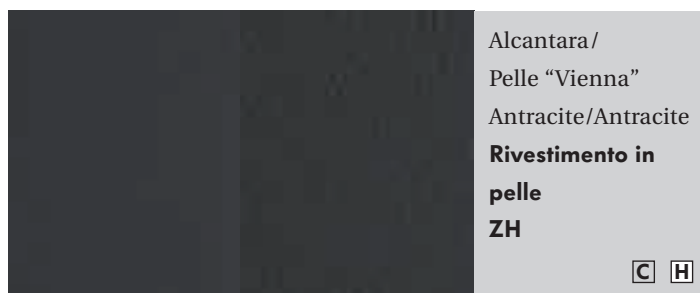 Alcantara/
Pelle “Vienna”
Antracite/Antracite
Rivestimento in
pelle
ZH
C H